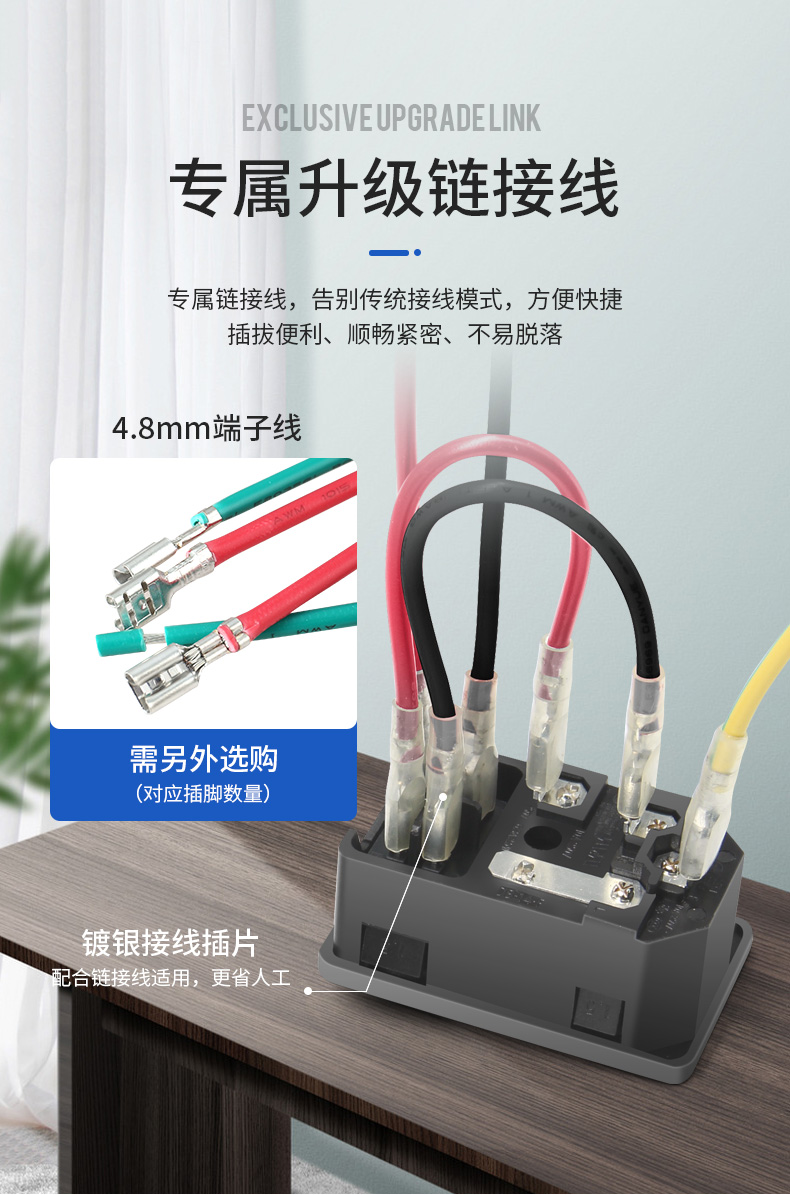 EXCLUSIVE UPGRADE LINK
专属升级链接线
专属链接线，告别传统接线模式，方便快捷
插拔便利、顺畅紧密、不易脱落
4.8mm端子线
AWM
需另外选购
（对应插脚数量）
镀银接线插片
配合链接线适用，更省人工